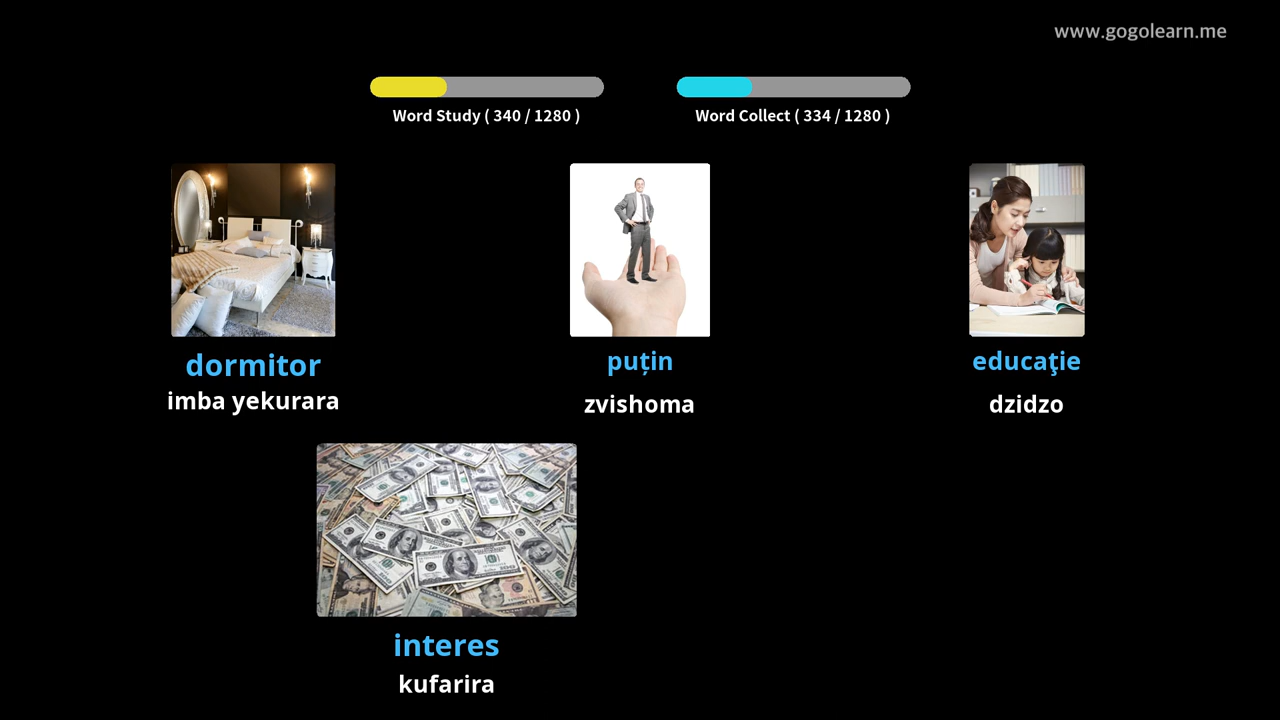 www.gogolearn.me
Word Study ( 340 / 1280 )
Word Collect ( 334 / 1280 )
dormitor
imba yekurara
puțin
zvishoma
educaţie
dzidzo
interes
kufarira